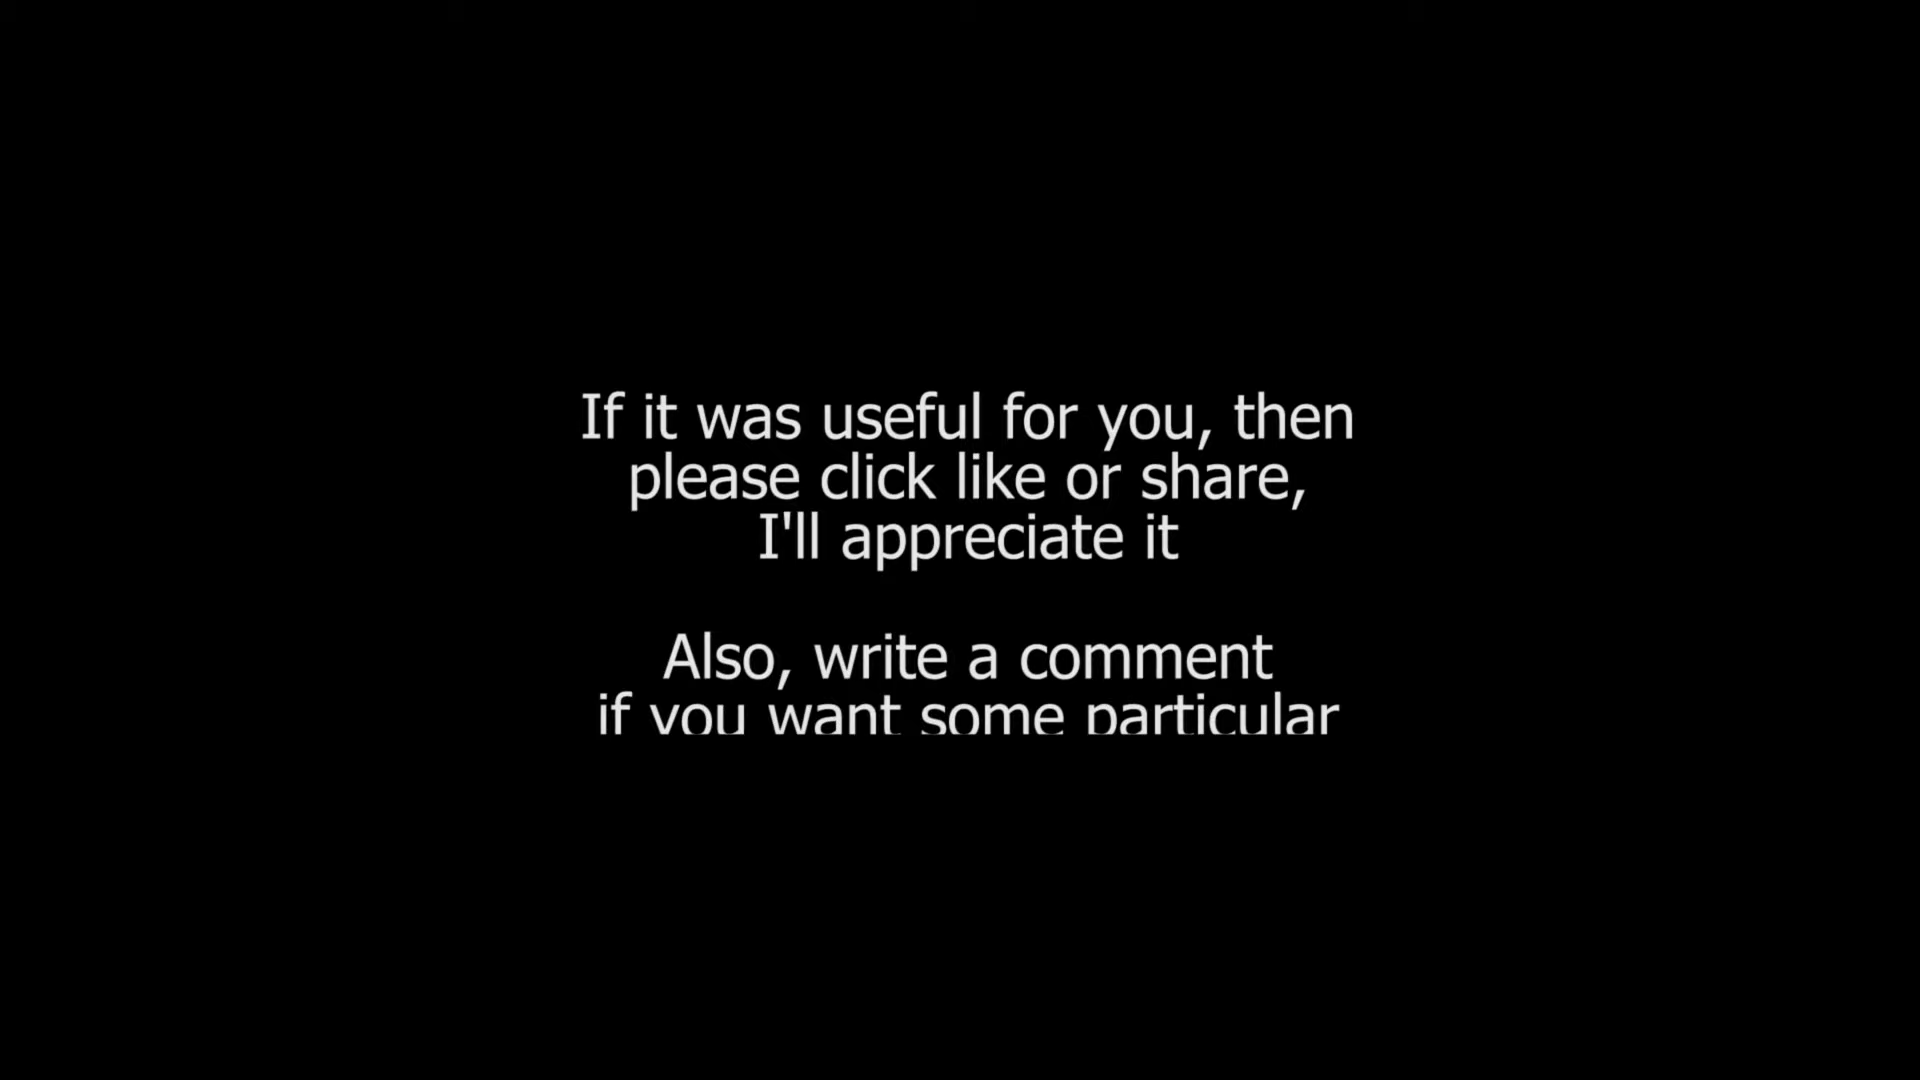 If it was useful for you, then
please click like or share,
I'll appreciate it
Also, write a comment
if you want some particular